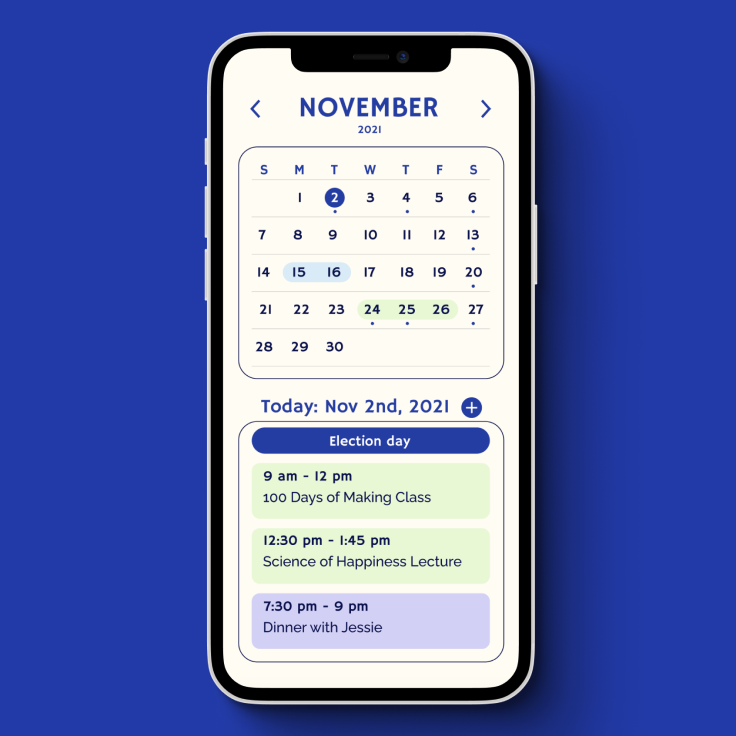 NOVEMBER
2021
S M T W T F S
1 2 3 4 5 6
7 8 9 10 11 12 13
14 15 16 17 18 19 20
21 22 23 24 25 26 27
28 29 30
Today: Nov 2nd, 2021
Election day
9 am - 12 pm
100 Days of Making Class
12:30 pm - 1:45 pm
Science of Happiness Lecture
7:30 pm - 9 pm
Dinner with Jessie